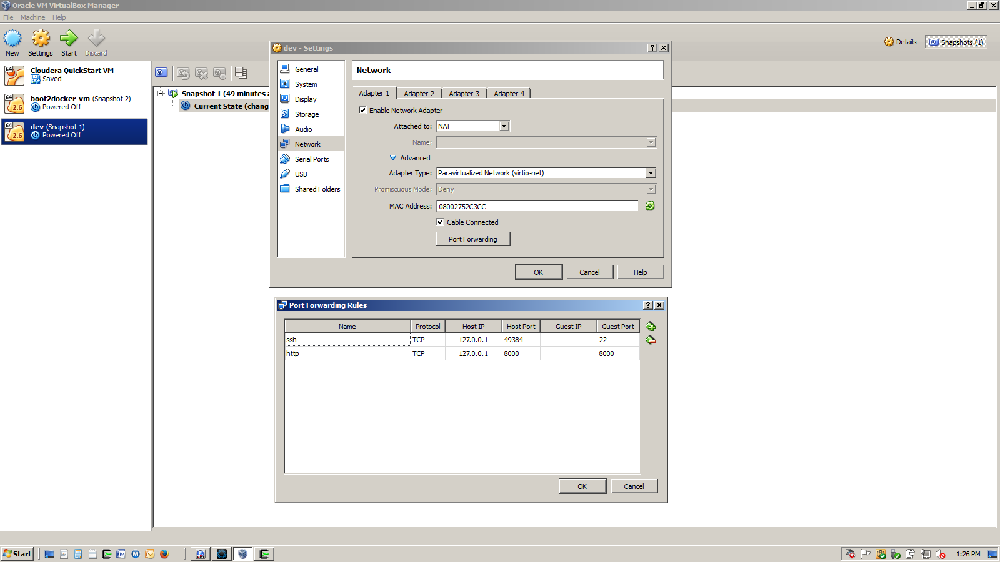 Oracle VM VirtualBox Manager
File Machine Help
New Settings Start Discard
Details Snapshots (1)
64
Cloudera QuickStart VM
Saved
64
2.6
boot2docker-vm (Snapshot 2)
Powered Off
64
2.6
dev (Snapshot 1)
Powered Off
Snapshot 1 (49 minutes a
Current State (chang
dev - Settings
General
System
Display
Storage
Audio
Network
Serial Ports
USB
Shared Folders
Network
Adapter 1 Adapter 2 Adapter 3 Adapter 4
Enable Network Adapter
Attached to: NAT
Name:
Advanced
Adapter Type: Paravirtualized Network (virtio-net)
Promiscuous Mode: Deny
MAC Address: 08002752C3CC
Cable Connected
Port Forwarding
OK Cancel Help
Port Forwarding Rules
Name Protocol Host IP Host Port Guest IP Guest Port
ssh TCP 127.0.0.1 49384 22
http TCP 127.0.0.1 8000 8000
OK Cancel
Start 1:26 PM